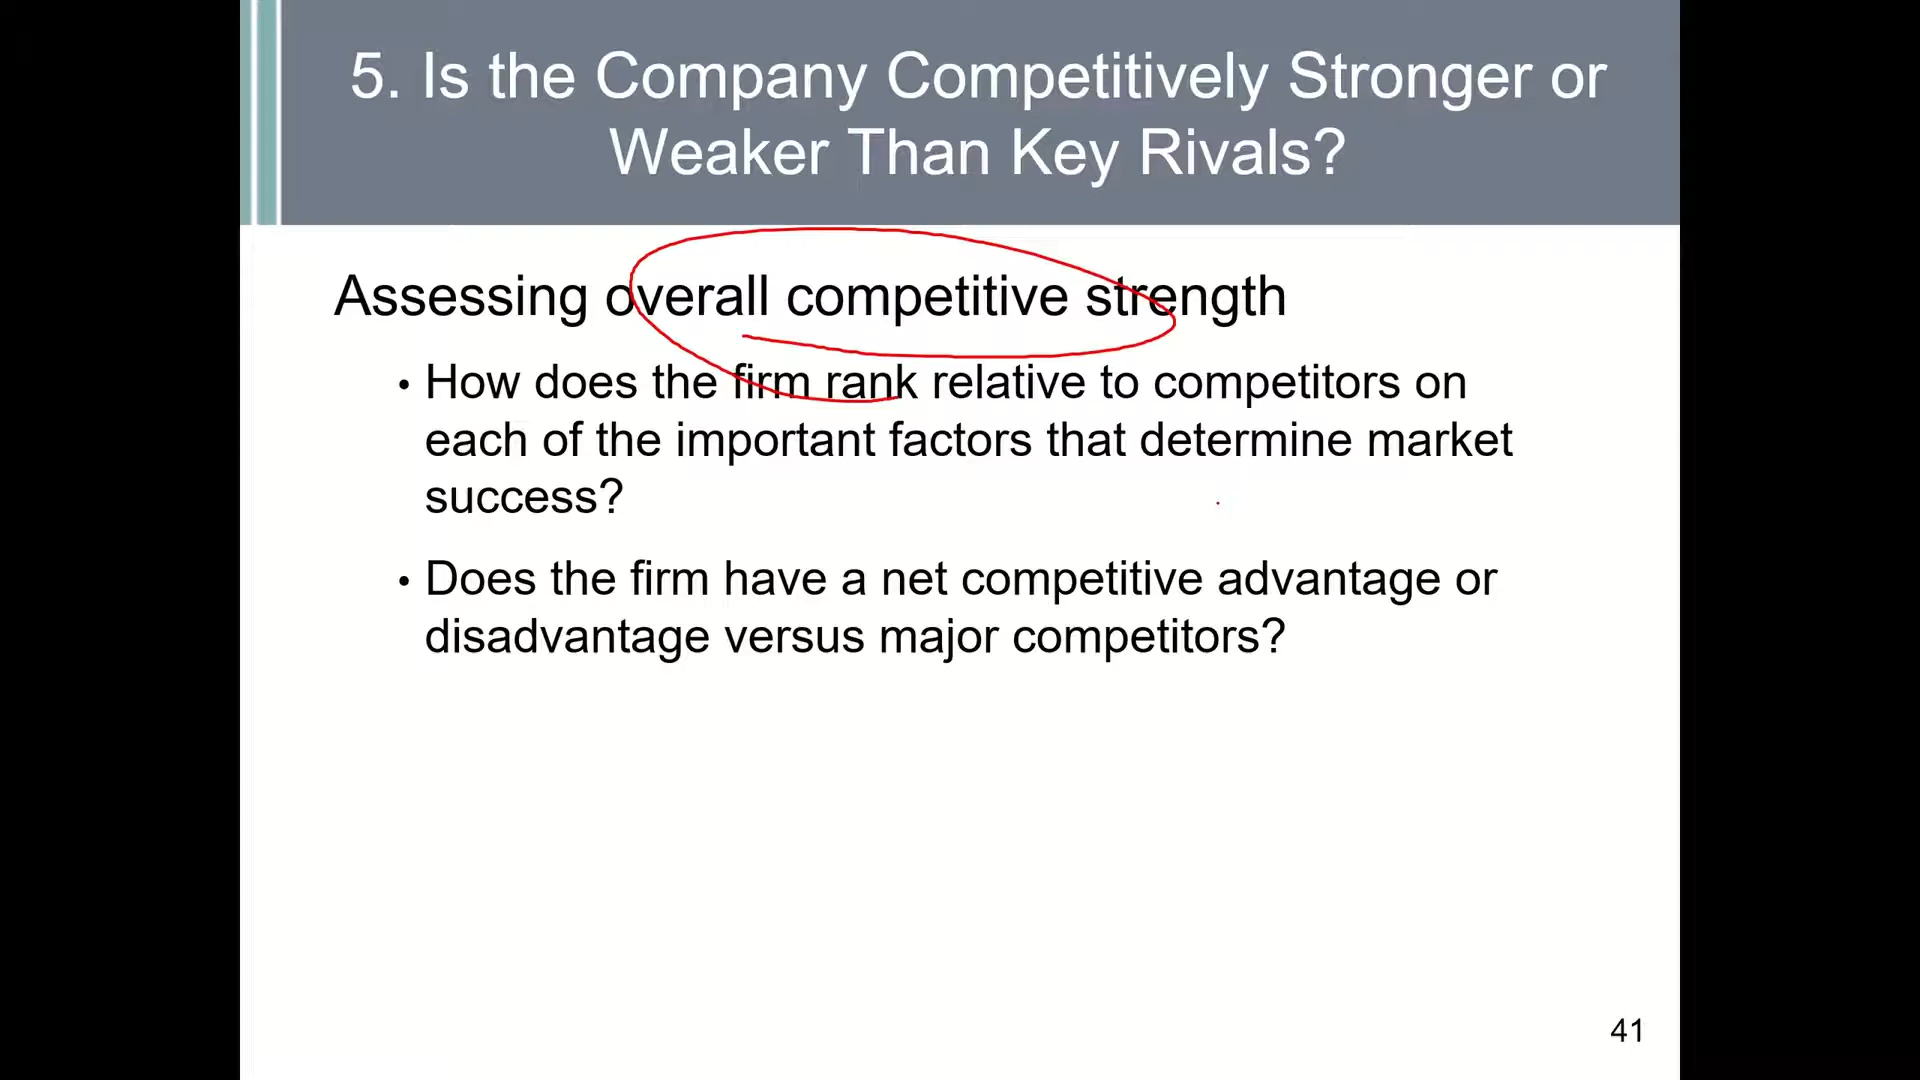 5. Is the Company Competitively Stronger or
Weaker Than Key Rivals?
Assessing overall competitive strength
• How does the firm rank relative to competitors on
each of the important factors that determine market
success?
• Does the firm have a net competitive advantage or
disadvantage versus major competitors?
41